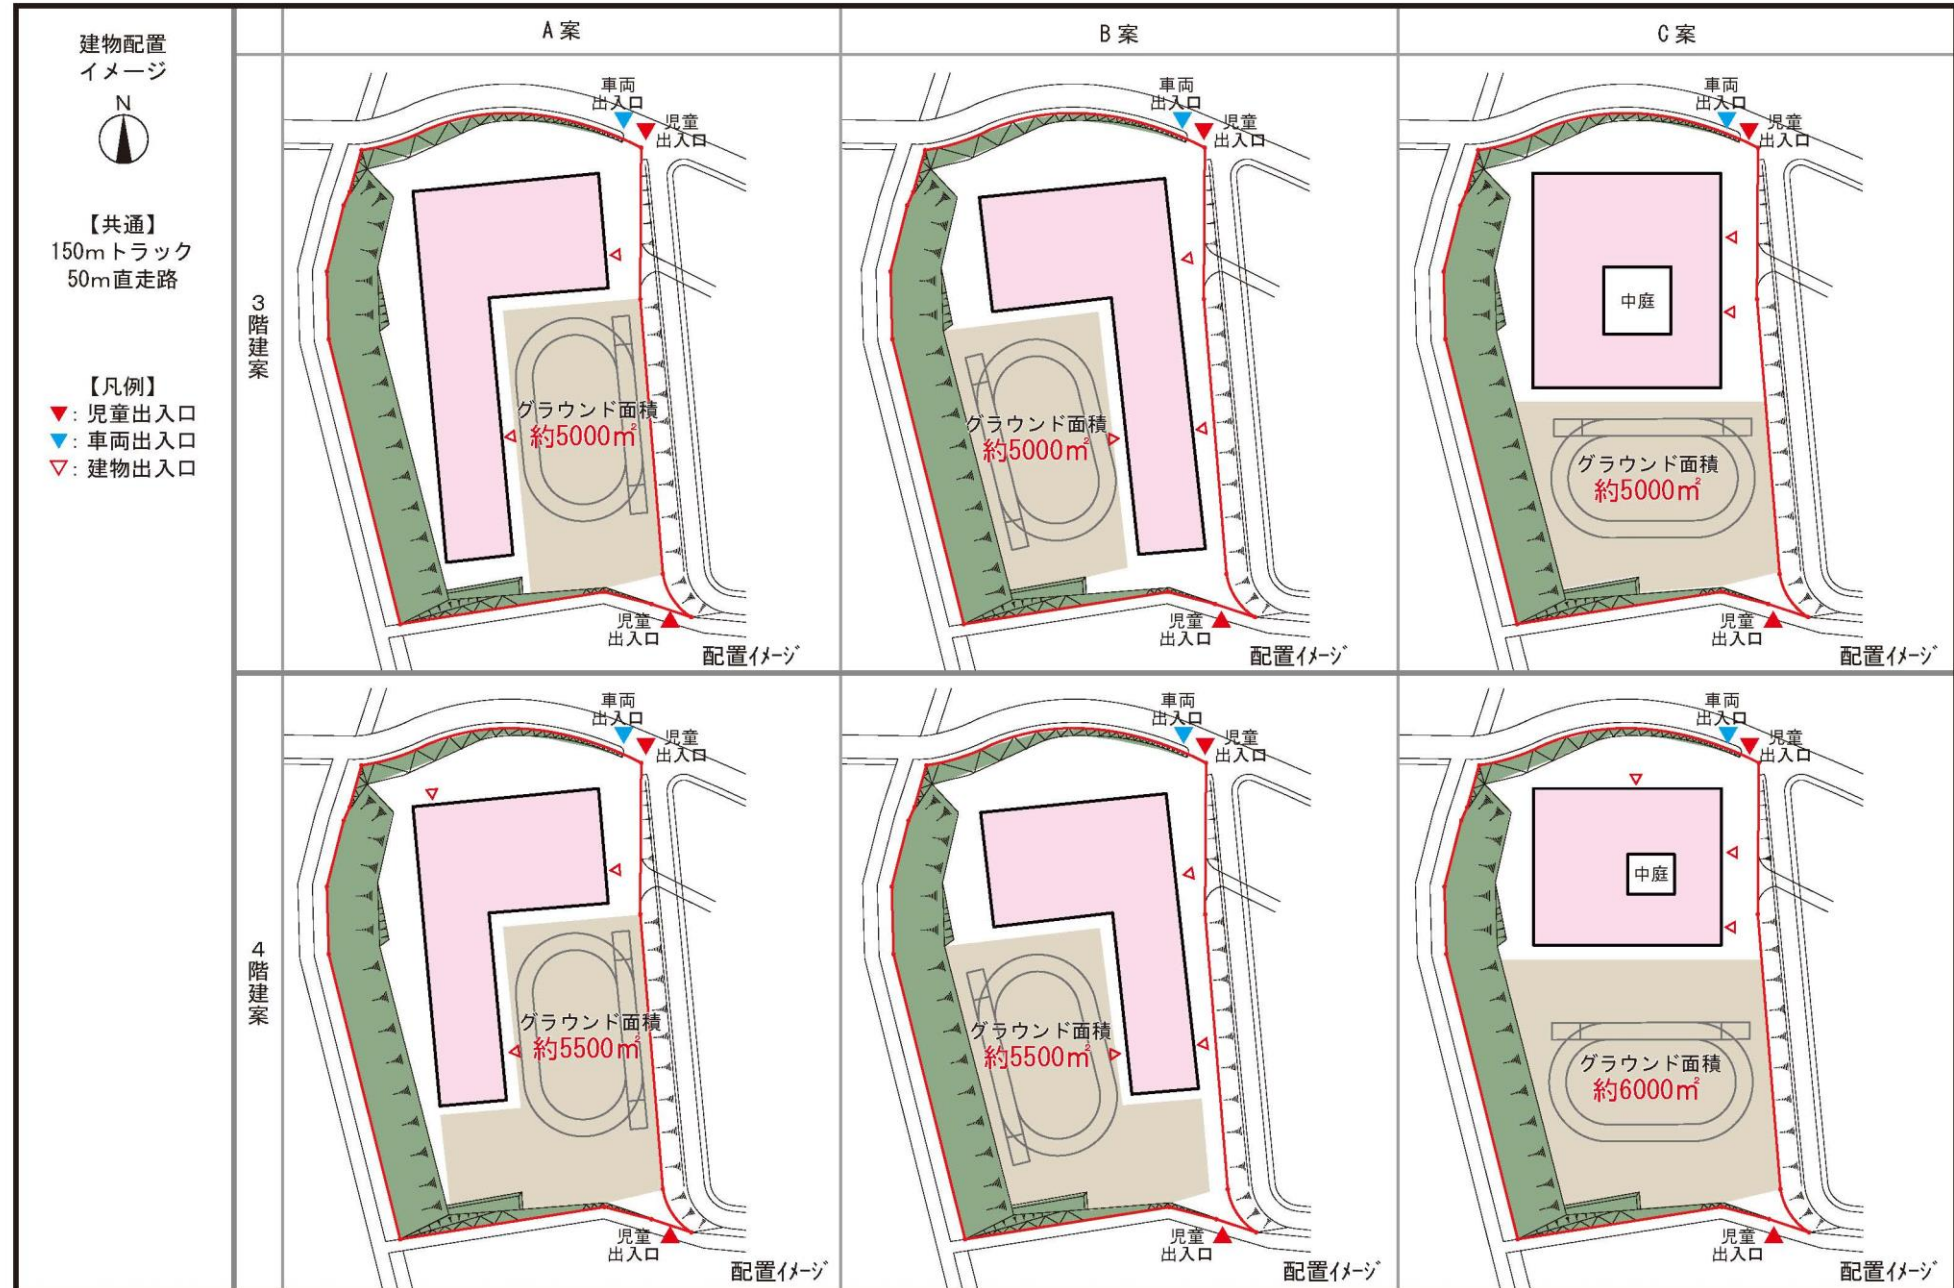 建物配置
イメージ
N
【共通】
150mトラック
50m直走路
【凡例】
▼：児童出入口
▼：車両出入口
▽：建物出入口
A案
B案
C案
3階建案
車両
出入口
児童
出入口
グラウンド面積
約5000㎡
児童
出入口
配置ｲﾒｰｼﾞ
車両
出入口
児童
出入口
グラウンド面積
約5000㎡
児童
出入口
配置ｲﾒｰｼﾞ
車両
出入口
児童
出入口
中庭
グラウンド面積
約5000㎡
児童
出入口
配置ｲﾒｰｼﾞ
4階建案
車両
出入口
児童
出入口
グラウンド面積
約5500㎡
児童
出入口
配置ｲﾒｰｼﾞ
車両
出入口
児童
出入口
グラウンド面積
約5500㎡
児童
出入口
配置ｲﾒｰｼﾞ
車両
出入口
児童
出入口
中庭
グラウンド面積
約6000㎡
児童
出入口
配置ｲﾒｰｼﾞ